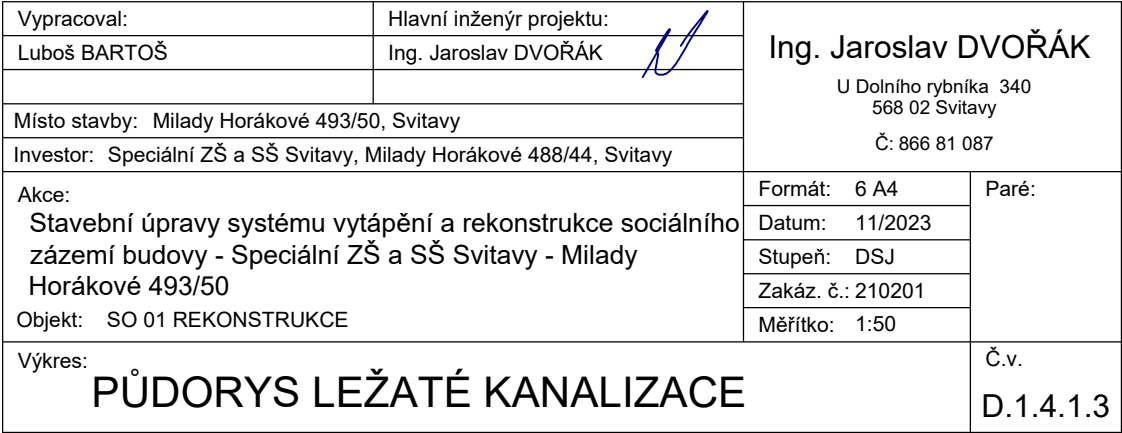 Vypracoval:
Hlavní inženýr projektu:
Luboš BARTOŠ
Ing. Jaroslav DVOŘÁK
Ing. Jaroslav DVOŘÁK
U Dolního rybníka 340
568 02 Svitavy
Č: 866 81 087
Místo stavby: Milady Horákové 493/50, Svitavy
Investor: Speciální ZŠ a SŠ Svitavy, Milady Horákové 488/44, Svitavy
Akce:
Stavební úpravy systému vytápění a rekonstrukce sociálního
zázemí budovy - Speciální ZŠ a SŠ Svitavy - Milady
Horákové 493/50
Objekt: SO 01 REKONSTRUKCE
Formát: 6 A4
Datum: 11/2023
Stupeň: DSJ
Zakáz. č.: 210201
Měřítko: 1:50
Paré:
Výkres:
PŮDORYS LEŽATÉ KANALIZACE
Č.v.
D.1.4.1.3